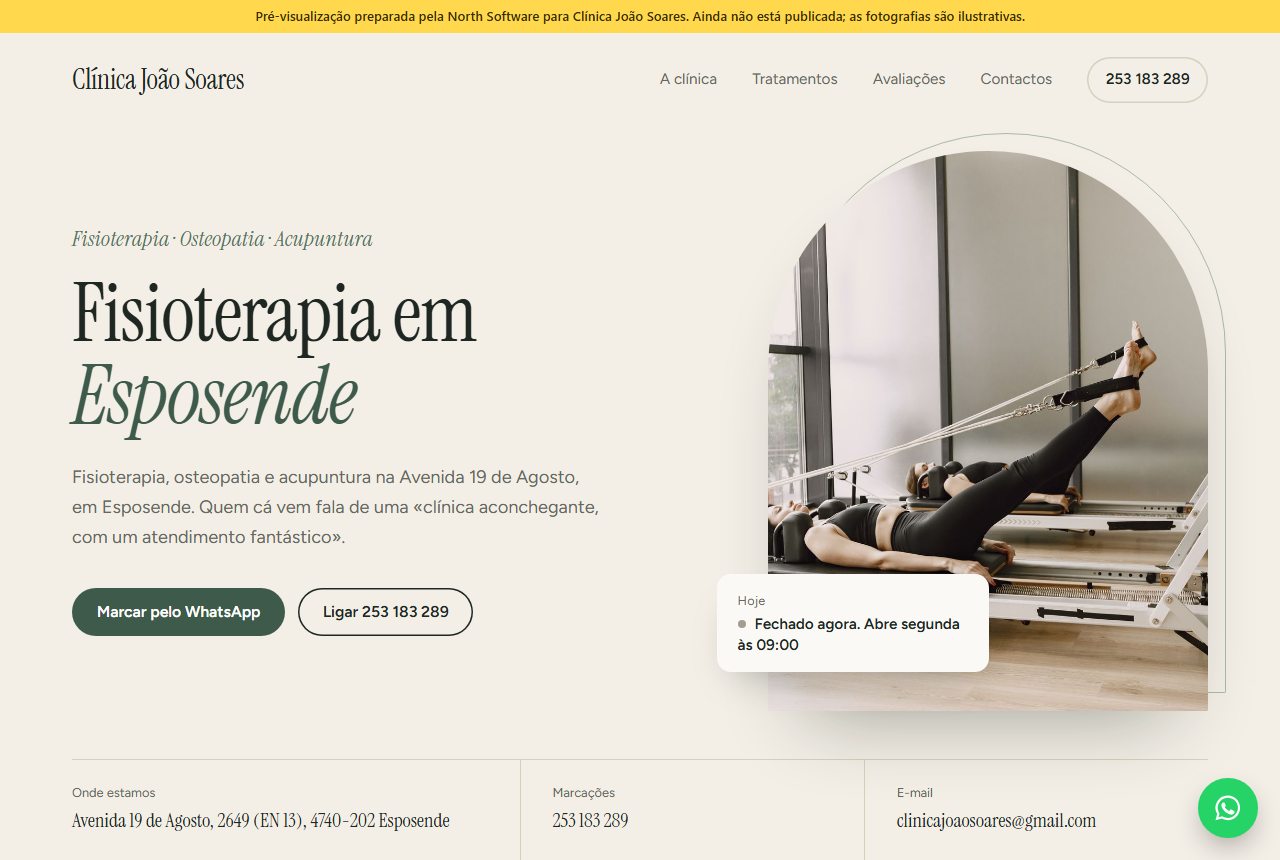 Pré-visualização preparada pela North Software para Clínica João Soares. Ainda não está publicada; as fotografias são ilustrativas.
Clínica João Soares
A clínica
Tratamentos
Avaliações
Contactos
253 183 289
Fisioterapia · Osteopatia · Acupuntura
Fisioterapia em
Esposende
Fisioterapia, osteopatia e acupuntura na Avenida 19 de Agosto,
em Esposende. Quem cá vem fala de uma «clínica aconchegante,
com um atendimento fantástico».
Marcar pelo WhatsApp
Ligar 253 183 289
Hoje
Fechado agora. Abre segunda
às 09:00
Onde estamos
Avenida 19 de Agosto, 2649 (EN 13), 4740-202 Esposende
Marcações
253 183 289
E-mail
clinicajoaosoares@gmail.com